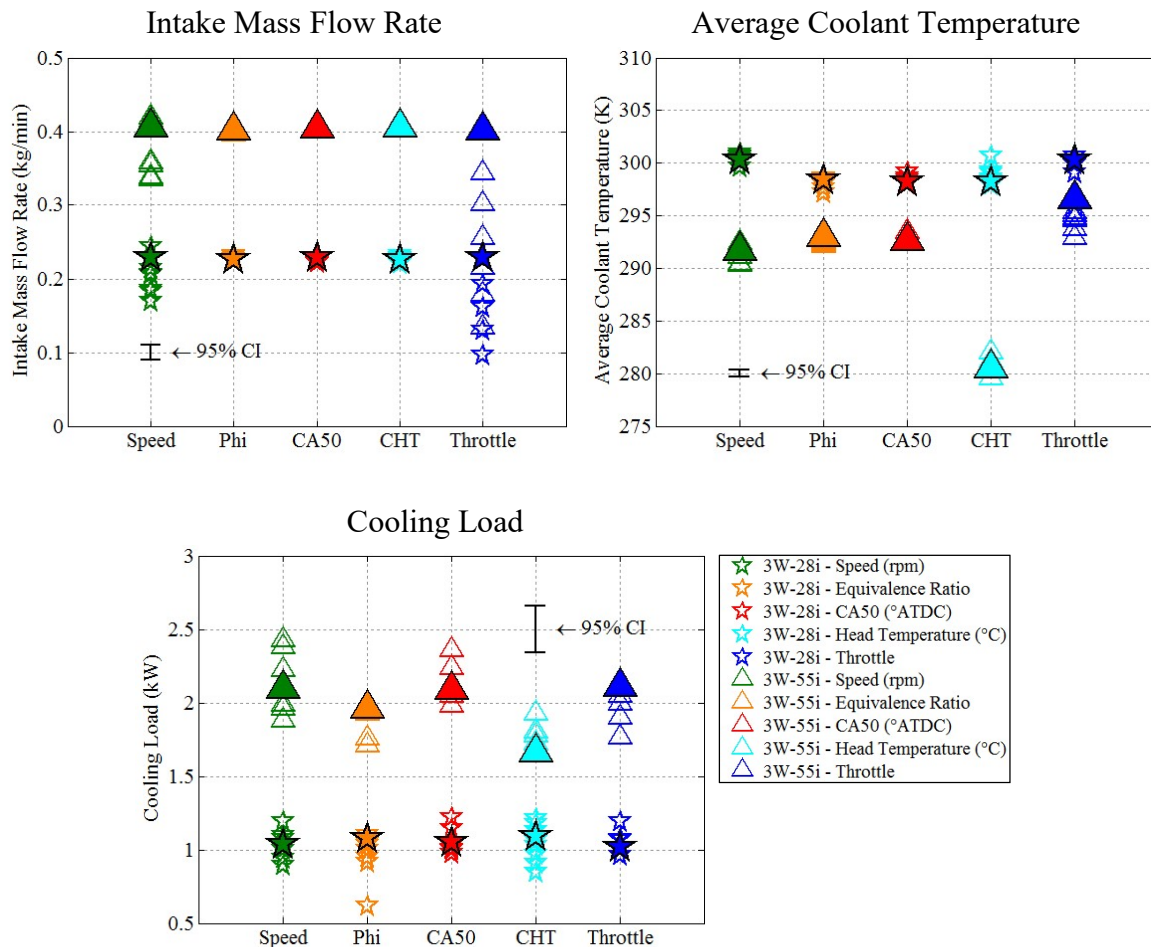 Intake Mass Flow Rate
Average Coolant Temperature
Intake Mass Flow Rate (kg/min)
0.5
0.4
0.3
0.2
0.1
0
← 95% CI
Speed Phi CA50 CHT Throttle
Average Coolant Temperature (K)
310
305
300
295
290
285
280
275
← 95% CI
Speed Phi CA50 CHT Throttle
Cooling Load
Cooling Load (kW)
3
2.5
2
1.5
1
0.5
← 95% CI
Speed Phi CA50 CHT Throttle
3W-28i - Speed (rpm)
3W-28i - Equivalence Ratio
3W-28i - CA50 (°ATDC)
3W-28i - Head Temperature (°C)
3W-28i - Throttle
3W-55i - Speed (rpm)
3W-55i - Equivalence Ratio
3W-55i - CA50 (°ATDC)
3W-55i - Head Temperature (°C)
3W-55i - Throttle